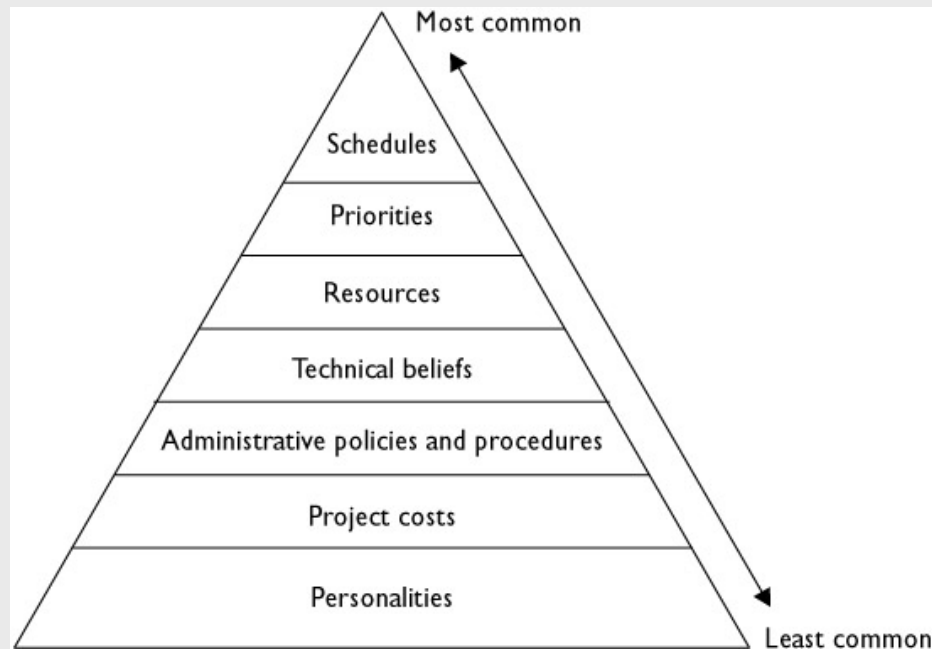 Most common
Schedules
Priorities
Resources
Technical beliefs
Administrative policies and procedures
Project costs
Personalities
Least common